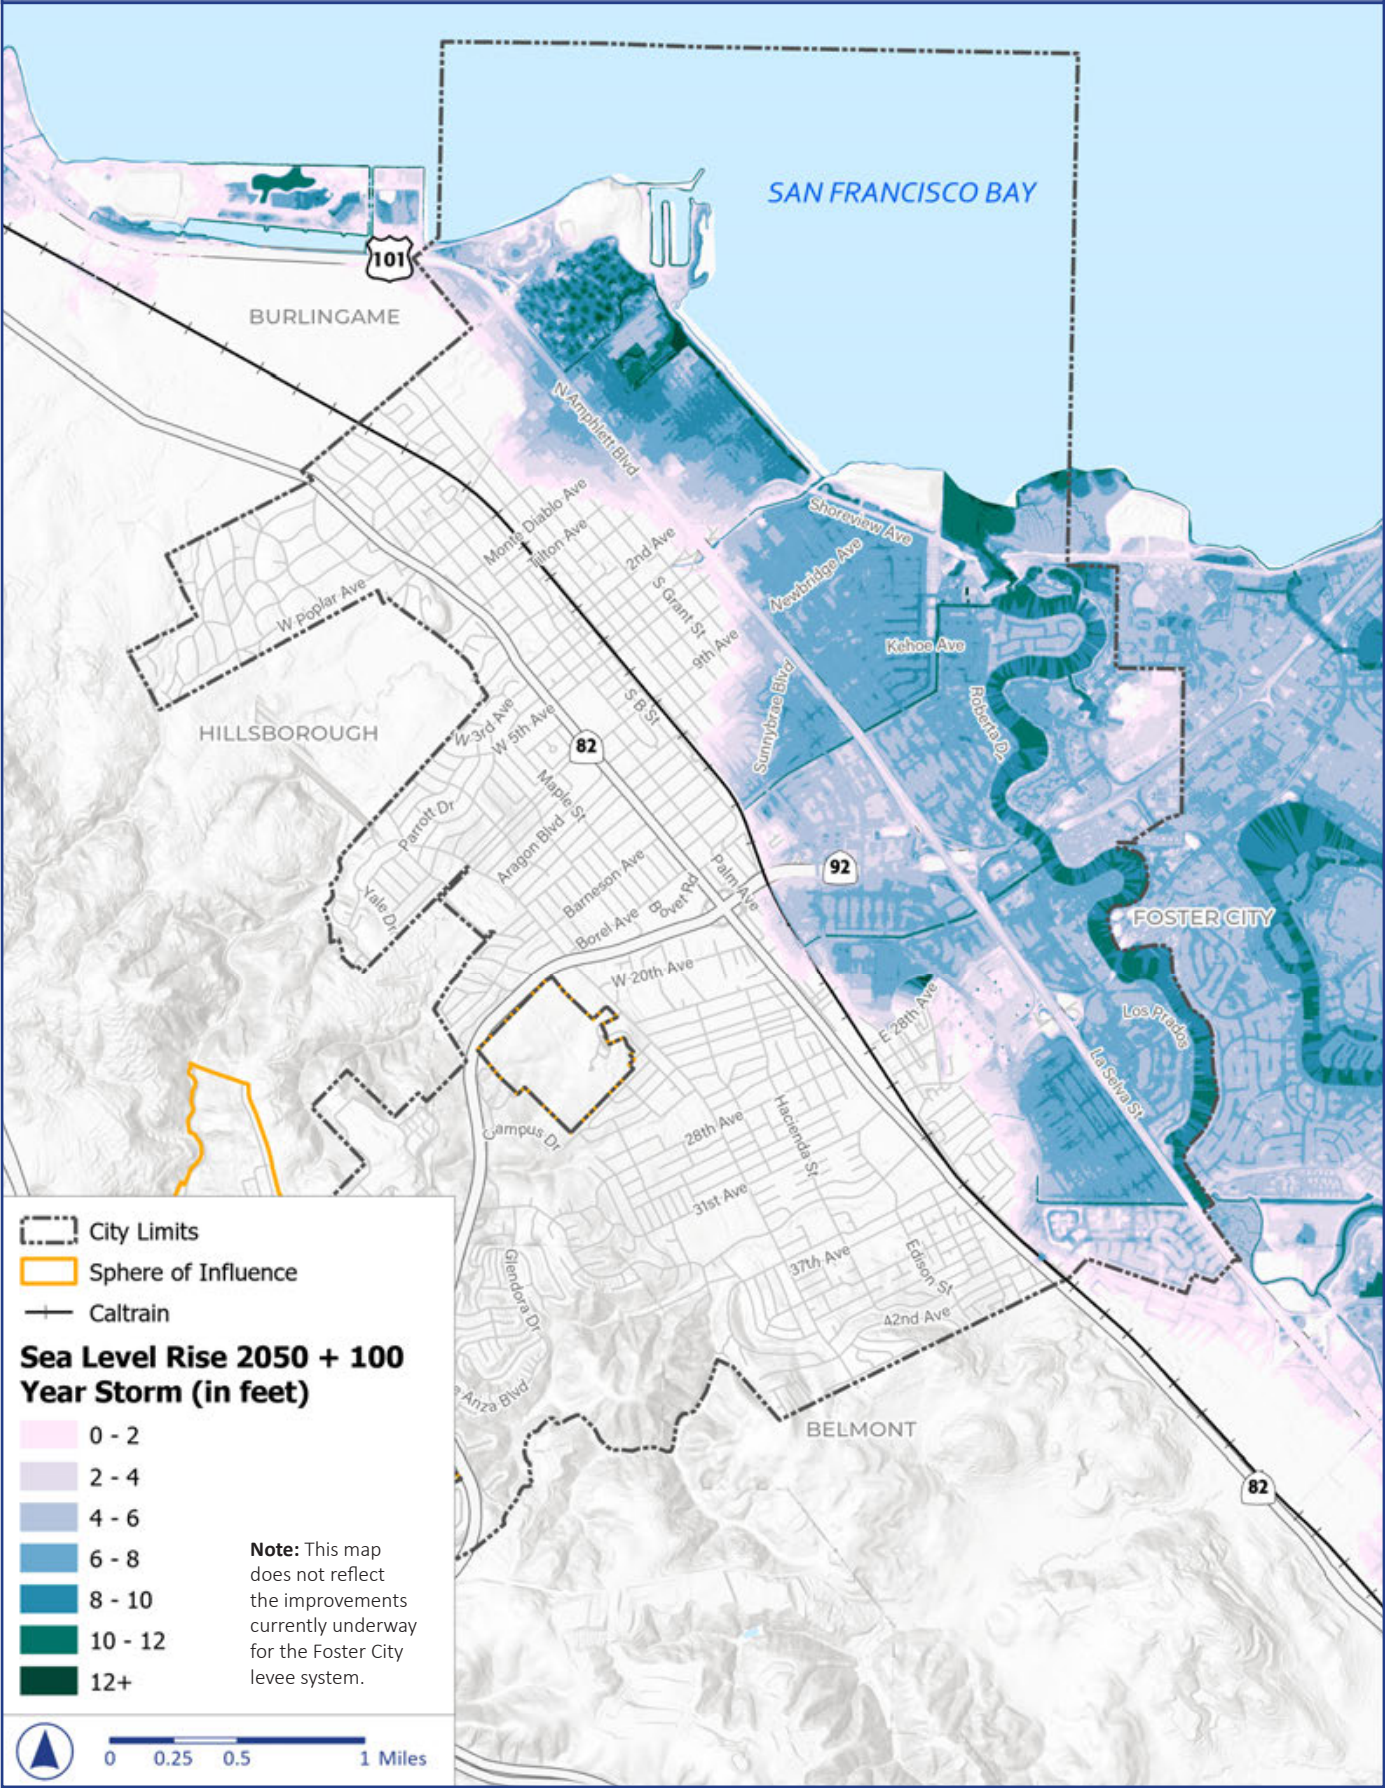 SAN FRANCISCO BAY
101
BURLINGAME
N Amphlett Blvd
Shoreview Ave
Monte Diablo Ave
Tilton Ave
2nd Ave
Newbridge Ave
W Poplar Ave
S Grant St
9th Ave
Kehoe Ave
Sunnybrae Blvd
S B St
Roberta Dr
HILLSBOROUGH
W 3rd Ave
W 5th Ave
82
Maple St
Parrott Dr
Aragon Blvd
Barneson Ave
Palm Ave
92
Yale Dr
Bovet Rd
Borel Ave
FOSTER CITY
W 20th Ave
E 28th Ave
Los Prados
La Selva St
Campus Dr
28th Ave
Hacienda St
31st Ave
37th Ave
Edison St
Glendora Dr
42nd Ave
Anza Blvd
BELMONT
82
City Limits
Sphere of Influence
Caltrain
Sea Level Rise 2050 + 100
Year Storm (in feet)
0 - 2
2 - 4
4 - 6
6 - 8
8 - 10
10 - 12
12+
Note: This map
does not reflect
the improvements
currently underway
for the Foster City
levee system.
0 0.25 0.5 1 Miles